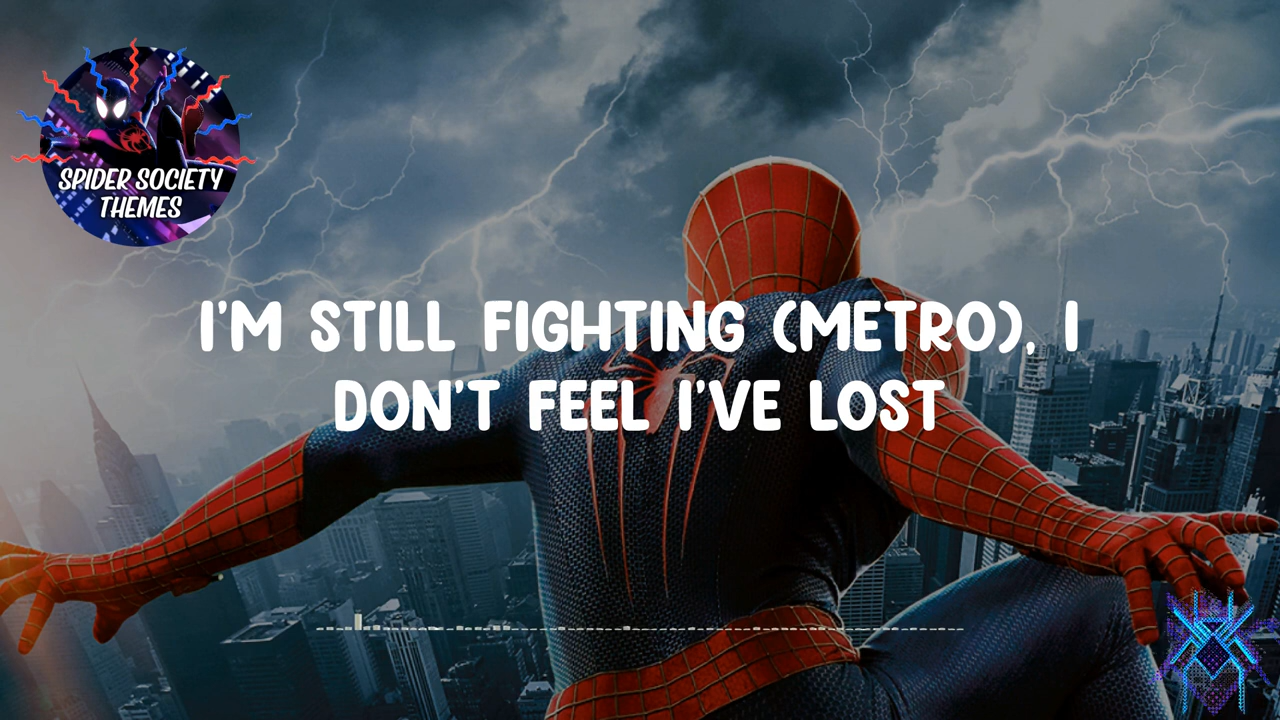 SPIDER SOCIETY
THEMES
I'M STILL FIGHTING (METRO), I
DON'T FEEL I'VE LOST